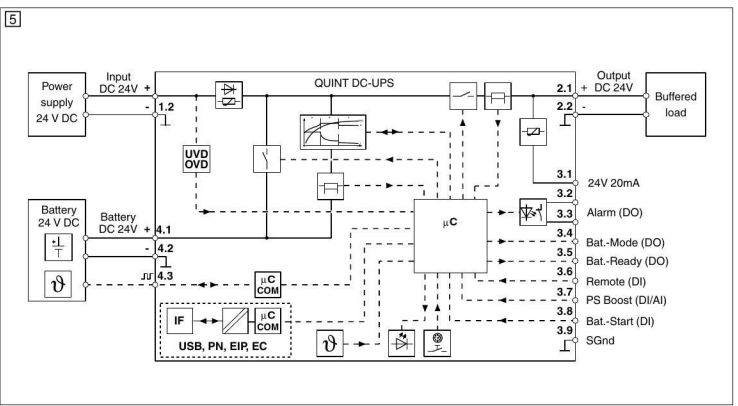 5
Power
supply
24 V DC
Input
DC 24V +
- 1.2
QUINT DC-UPS
2.1 + Output
DC 24V
2.2 -
Buffered
load
UVD
OVD
µC
3.1 24V 20mA
3.2
3.3 Alarm (DO)
3.4 Bat.-Mode (DO)
3.5 Bat.-Ready (DO)
3.6 Remote (DI)
3.7 PS Boost (DI/AI)
3.8 Bat.-Start (DI)
3.9 SGnd
Battery
24 V DC
Battery
DC 24V + 4.1
- 4.2
4.3
ϑ
µC
COM
IF
µC
COM
USB, PN, EIP, EC
ϑ